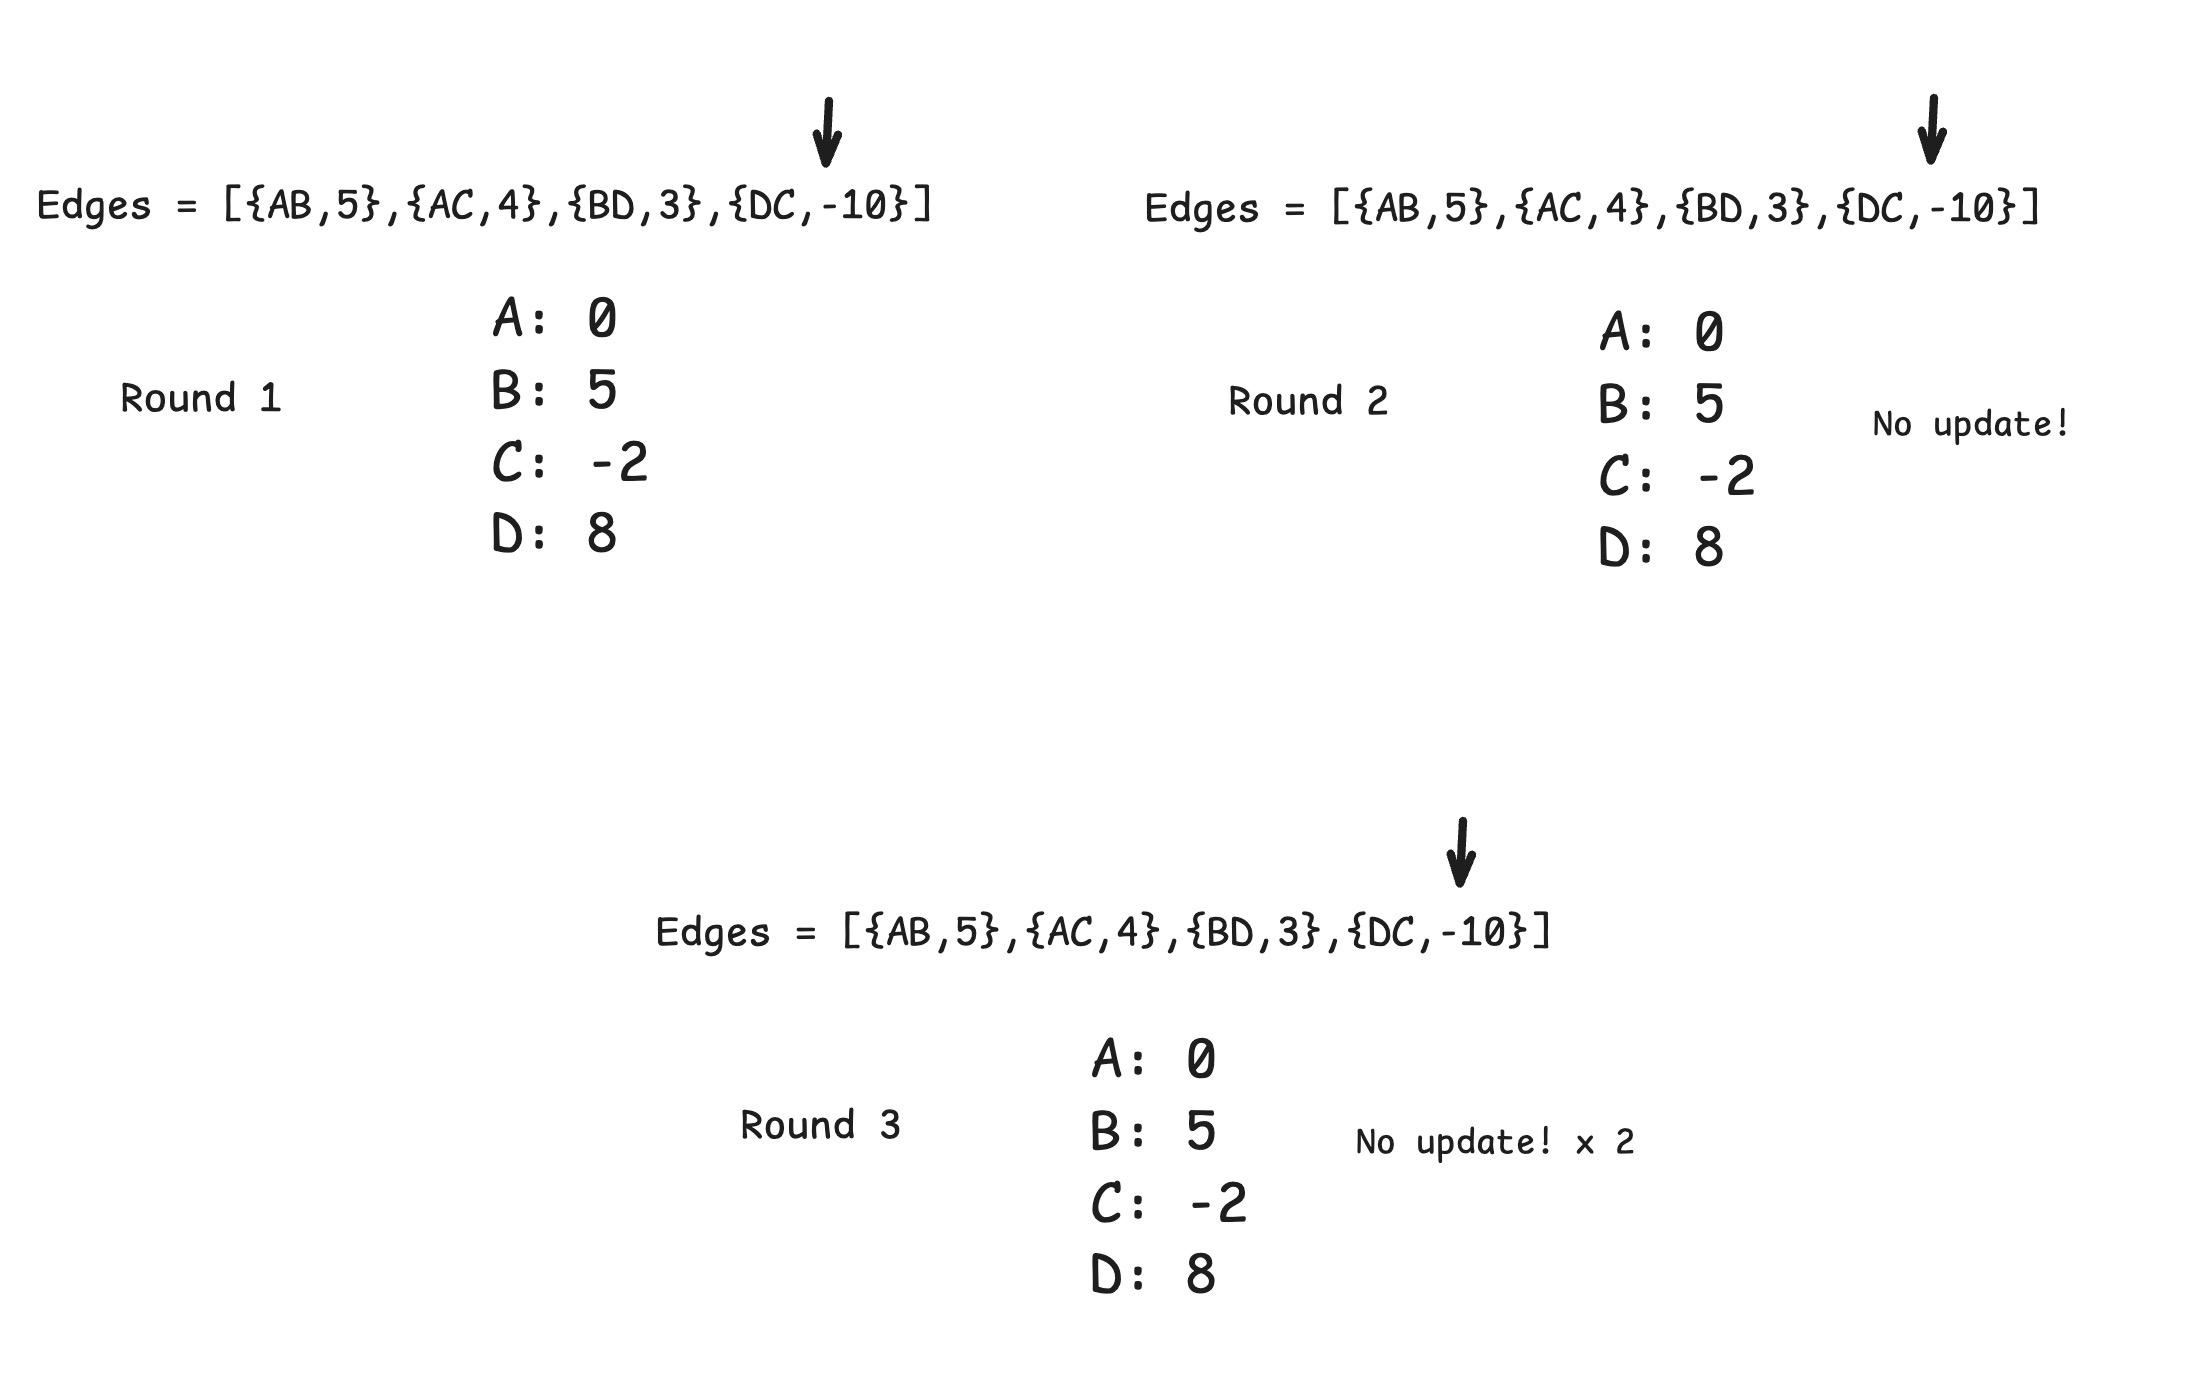 Edges = [{AB,5},{AC,4},{BD,3},{DC,-10}]
Round 1
A: 0
B: 5
C: -2
D: 8
Edges = [{AB,5},{AC,4},{BD,3},{DC,-10}]
Round 2
A: 0
B: 5
C: -2
D: 8
No update!
Edges = [{AB,5},{AC,4},{BD,3},{DC,-10}]
Round 3
A: 0
B: 5
C: -2
D: 8
No update! x 2